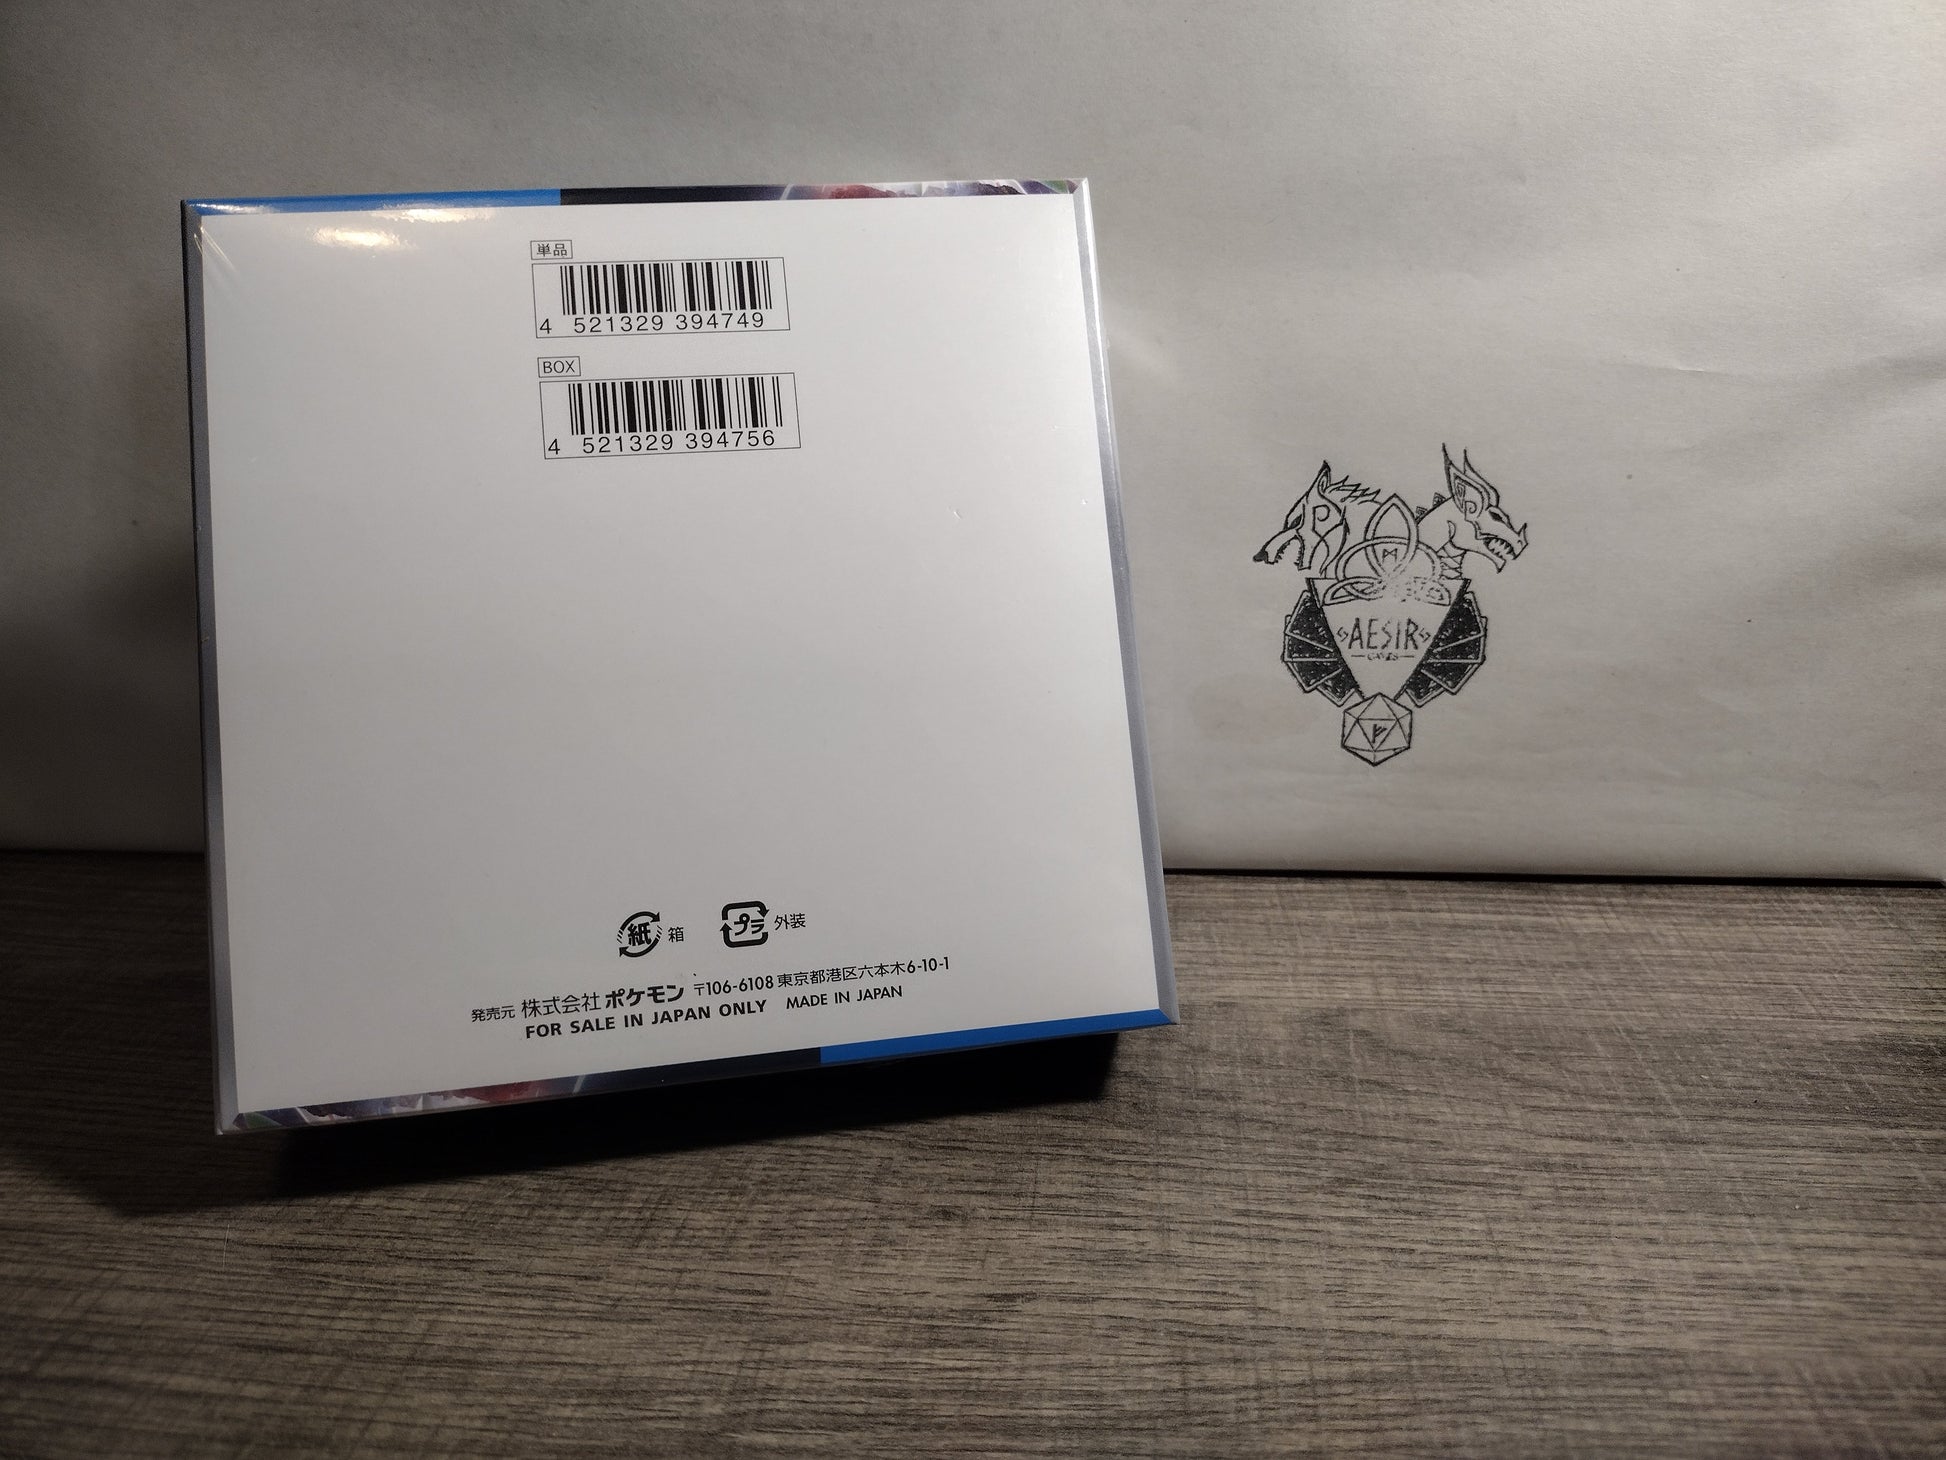 単品
4 521329 394749
BOX
4 521329 394756
紙 箱 プラ 外装
発売元 株式会社 ポケモン 〒106-6108 東京都港区六本木6-10-1
FOR SALE IN JAPAN ONLY MADE IN JAPAN
AESIR